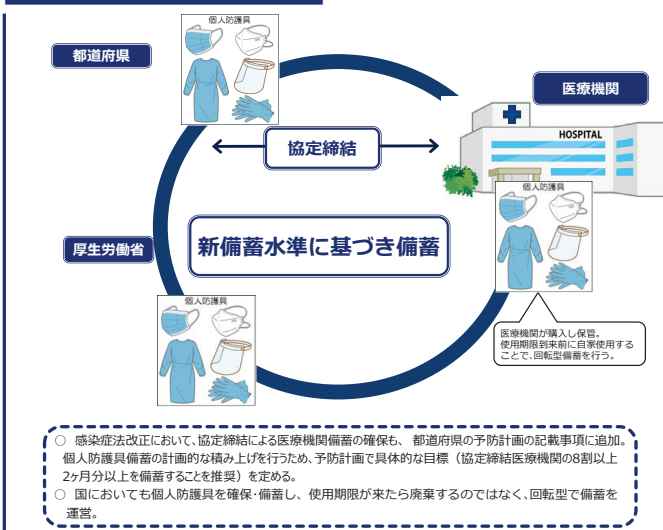 個人防護具
都道府県
医療機関
HOSPITAL
協定締結
個人防護具
厚生労働省
新備蓄水準に基づき備蓄
個人防護具
医療機関が購入し保管。
使用期限到来前に自家使用する
ことで、回転型備蓄を行う。
○ 感染症法改正において、協定締結による医療機関備蓄の確保も、 都道府県の予防計画の記載事項に追加。
個人防護具備蓄の計画的な積み上げを行うため、予防計画で具体的な目標（協定締結医療機関の8割以上
2ヶ月分以上を備蓄することを推奨）を定める。
○ 国においても個人防護具を確保・備蓄し、使用期限が来たら廃棄するのではなく、回転型で備蓄を
運営。